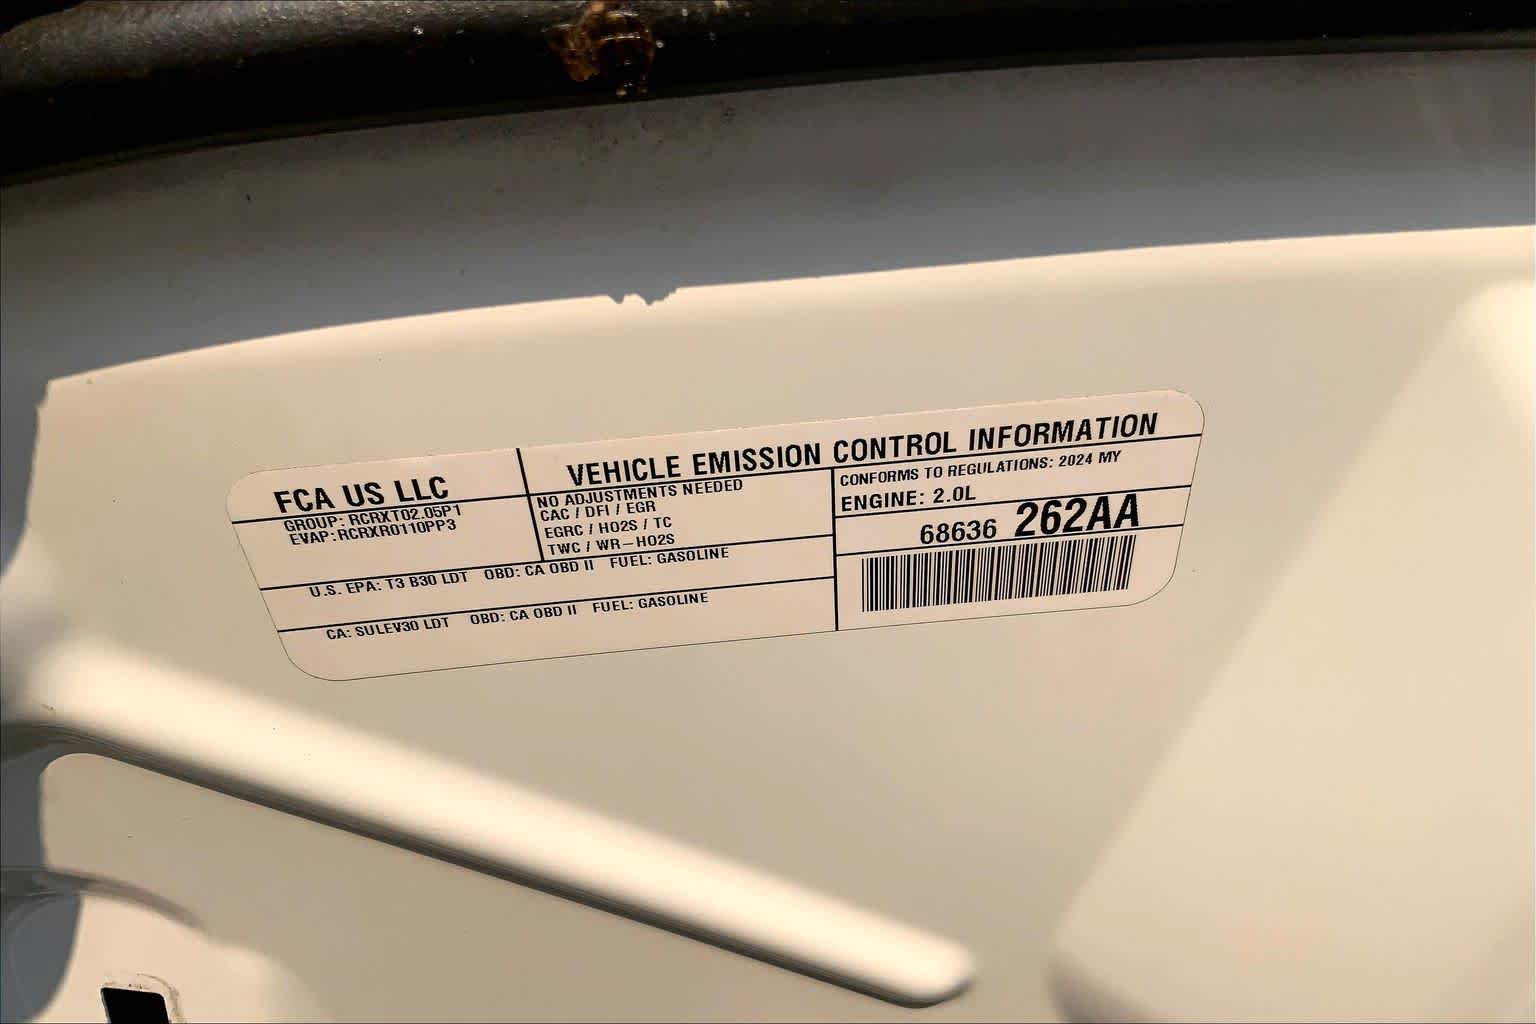 FCA US LLC
GROUP: RCRXT02.05P1
EVAP:RCRXR0110PP3
VEHICLE EMISSION CONTROL INFORMATION
NO ADJUSTMENTS NEEDED
CAC / DFI / EGR
EGRC / HO2S / TC
TWC / WR-HO2S
CONFORMS TO REGULATIONS: 2024 MY
ENGINE: 2.0L
68636 262AA
U.S. EPA: T3 B30 LDT OBD: CA OBD II FUEL: GASOLINE
CA: SULEV30 LDT OBD: CA OBD II FUEL: GASOLINE